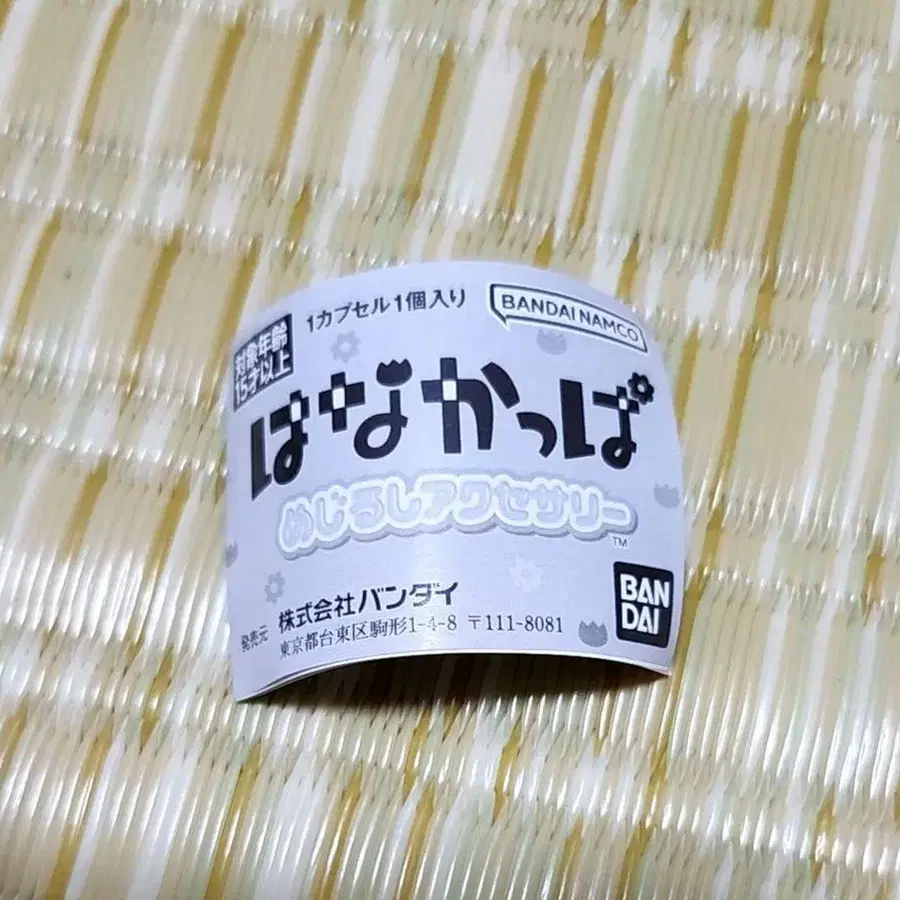 1カプセル1個入り
BANDAI NAMCO
対象年齢
15才以上
はなかっぱ
めじるしアクセサリー
TM
発売元
株式会社バンダイ
東京都台東区駒形1-4-8 〒111-8081
BAN
DAI